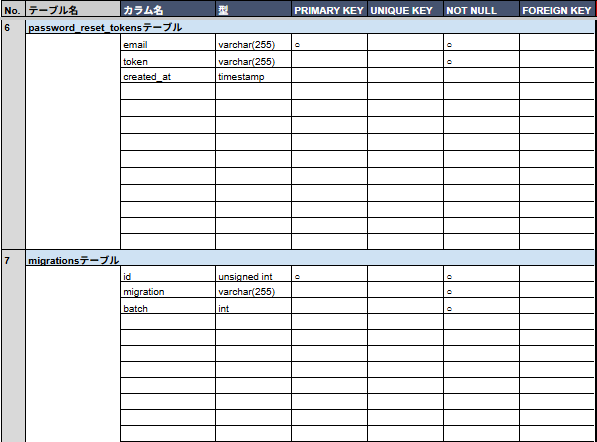 No. テーブル名 カラム名 型 PRIMARY KEY UNIQUE KEY NOT NULL FOREIGN KEY
6 password_reset_tokensテーブル
email varchar(255) ○ ○
token varchar(255) ○
created_at timestamp
7 migrationsテーブル
id unsigned int ○ ○
migration varchar(255) ○
batch int ○